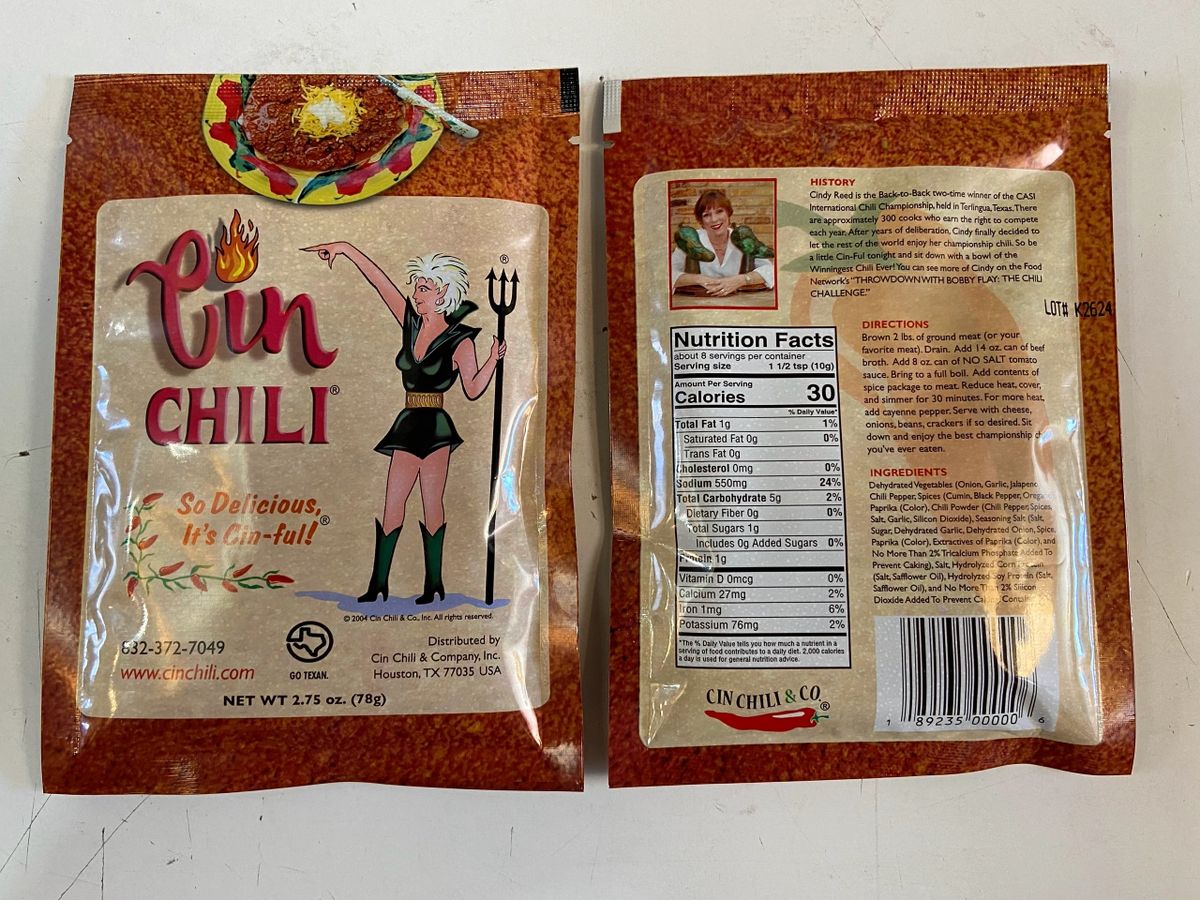 Cin
CHILI®
So Delicious,
It's Cin-ful!®
®
© 2004 Cin Chili & Co., Inc. All rights reserved.
832-372-7049
www.cinchili.com
GO TEXAN.
Distributed by
Cin Chili & Company, Inc.
Houston, TX 77035 USA
NET WT 2.75 oz. (78g)
HISTORY
Cindy Reed is the Back-to-Back two-time winner of the CASI
International Chili Championship, held in Terlingua, Texas. There
are approximately 300 cooks who earn the right to compete
each year. After years of deliberation, Cindy finally decided to
let the rest of the world enjoy her championship chili. So be
a little Cin-Ful tonight and sit down with a bowl of the
Winningest Chili Ever! You can see more of Cindy on the Food
Network's "THROWDOWN WITH BOBBY FLAY: THE CHILI
CHALLENGE."
LOT# K2624
Nutrition Facts
about 8 servings per container
Serving size 1 1/2 tsp (10g)
Amount Per Serving
Calories 30
% Daily Value*
Total Fat 1g 1%
Saturated Fat 0g 0%
Trans Fat 0g
Cholesterol 0mg 0%
Sodium 550mg 24%
Total Carbohydrate 5g 2%
Dietary Fiber 0g 0%
Total Sugars 1g
Includes 0g Added Sugars 0%
Protein 1g
Vitamin D 0mcg 0%
Calcium 27mg 2%
Iron 1mg 6%
Potassium 76mg 2%
*The % Daily Value tells you how much a nutrient in a
serving of food contributes to a daily diet. 2,000 calories
a day is used for general nutrition advice.
CIN CHILI & CO.®
DIRECTIONS
Brown 2 lbs. of ground meat (or your
favorite meat). Drain. Add 14 oz. can of beef
broth. Add 8 oz. can of NO SALT tomato
sauce. Bring to a full boil. Add contents of
spice package to meat. Reduce heat, cover,
and simmer for 30 minutes. For more heat,
add cayenne pepper. Serve with cheese,
onions, beans, crackers if so desired. Sit
down and enjoy the best championship
you've ever eaten.
INGREDIENTS
Dehydrated Vegetables (Onion, Garlic, Jalapeno
Chili Pepper, Spices (Cumin, Black Pepper, Oregano
Paprika (Color), Chili Powder (Chili Pepper, Spices,
Salt, Garlic, Silicon Dioxide), Seasoning Salt (Salt,
Sugar, Dehydrated Garlic, Dehydrated Onion, Spice,
Paprika (Color), Extractives of Paprika (Color), and
No More Than 2% Tricalcium Phosphate Added To
Prevent Caking), Salt, Hydrolyzed Corn Protein
(Salt, Safflower Oil), Hydrolyzed Soy Protein (Salt,
Safflower Oil), and No More Than 2% Silicon
Dioxide Added To Prevent
1 89235 00000 6